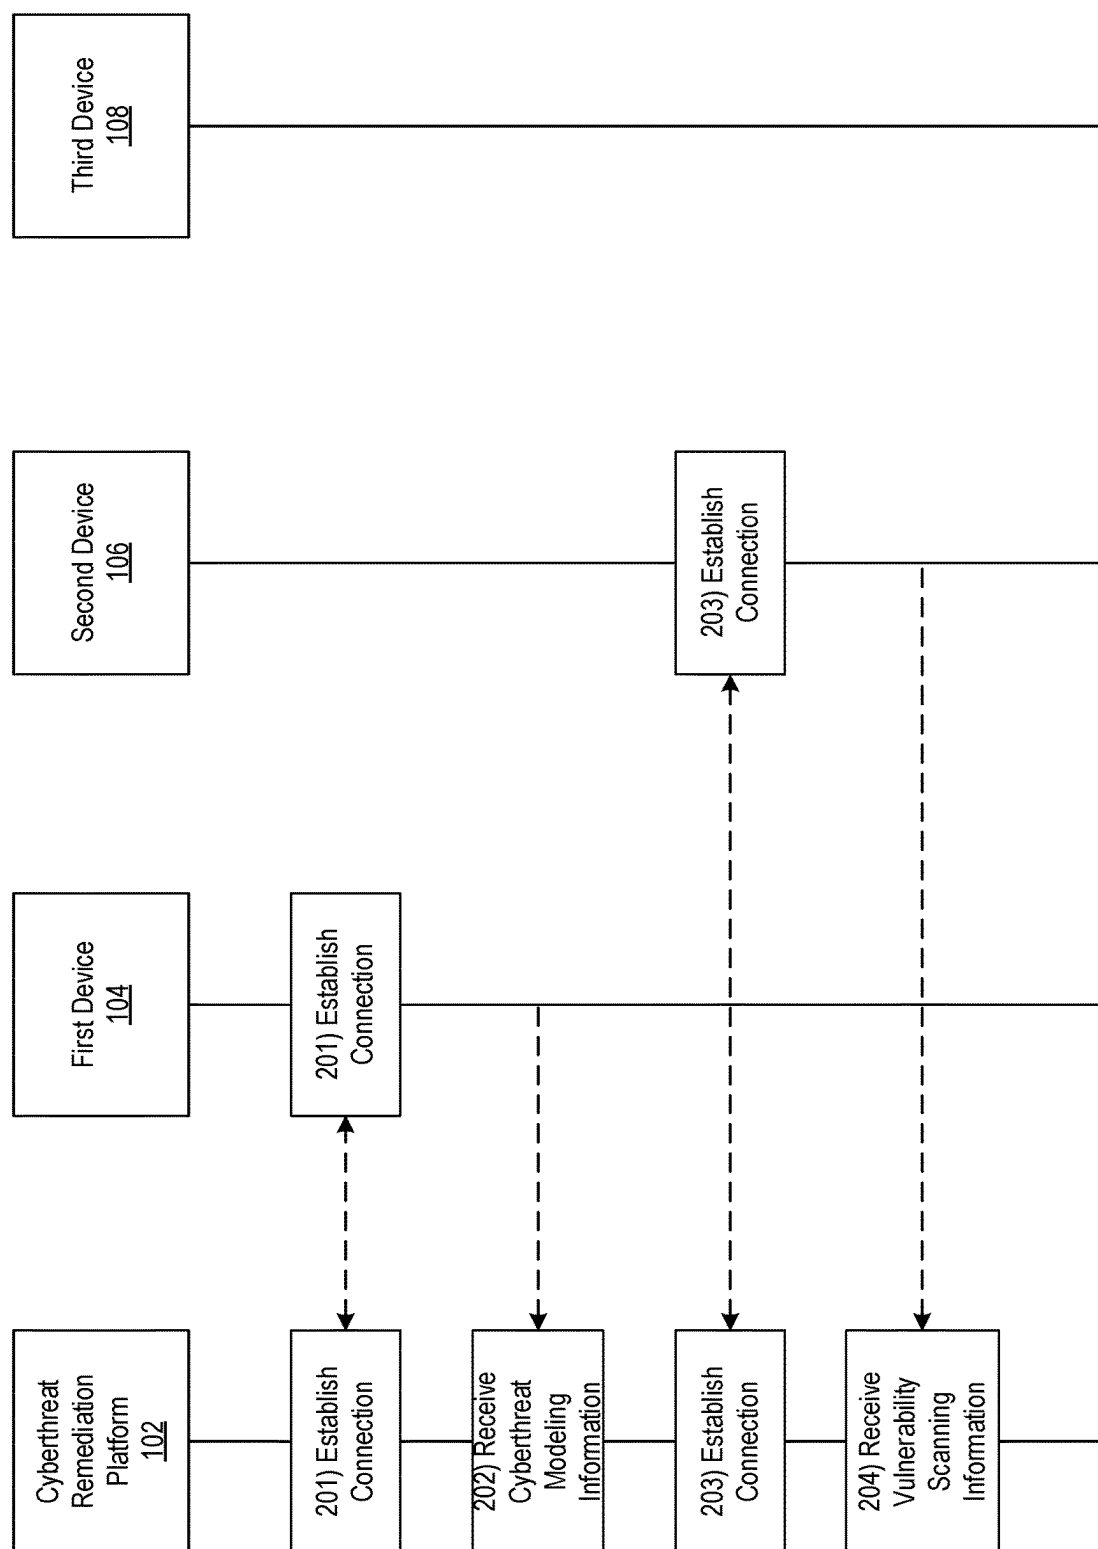 Cyberthreat
Remediation
Platform
102
First Device
104
Second Device
106
Third Device
108
201) Establish
Connection
201) Establish
Connection
202) Receive
Cyberthreat
Modeling
Information
203) Establish
Connection
203) Establish
Connection
204) Receive
Vulnerability
Scanning
Information